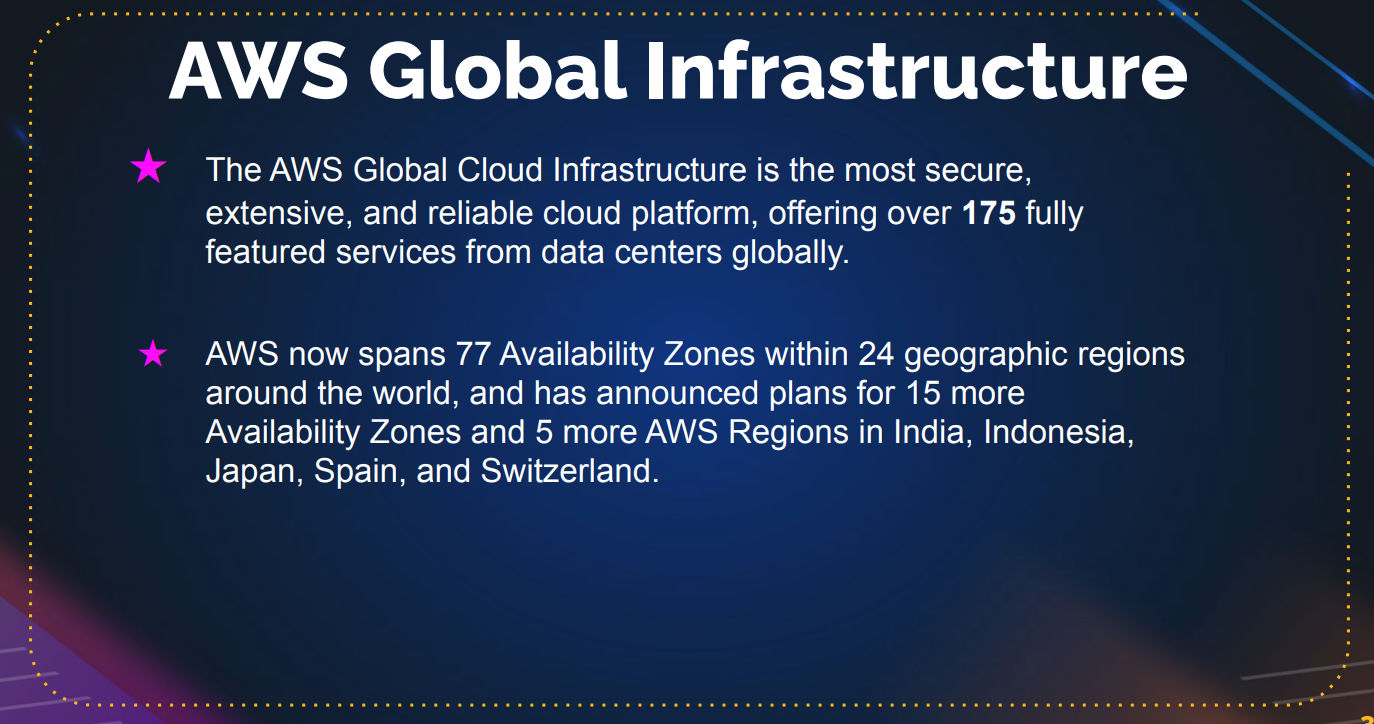 AWS Global Infrastructure
The AWS Global Cloud Infrastructure is the most secure,
extensive, and reliable cloud platform, offering over 175 fully
featured services from data centers globally.
AWS now spans 77 Availability Zones within 24 geographic regions
around the world, and has announced plans for 15 more
Availability Zones and 5 more AWS Regions in India, Indonesia,
Japan, Spain, and Switzerland.